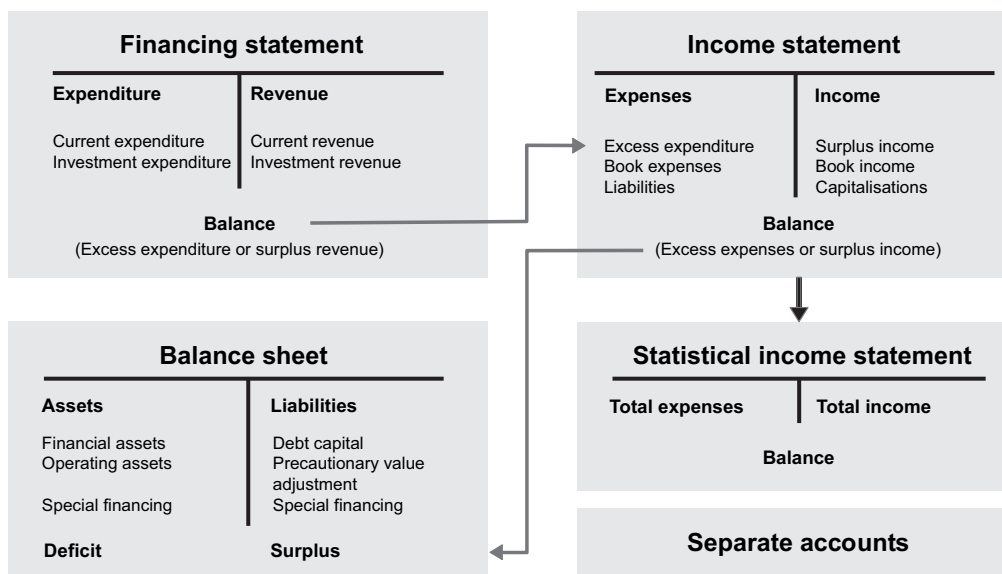 Financing statement
Expenditure
Revenue
Current expenditure
Investment expenditure
Current revenue
Investment revenue
Balance
(Excess expenditure or surplus revenue)
Income statement
Expenses
Income
Excess expenditure
Book expenses
Liabilities
Surplus income
Book income
Capitalisations
Balance
(Excess expenses or surplus income)
Balance sheet
Assets
Liabilities
Financial assets
Operating assets
Special financing
Debt capital
Precautionary value
adjustment
Special financing
Deficit
Surplus
Statistical income statement
Total expenses
Total income
Balance
Separate accounts